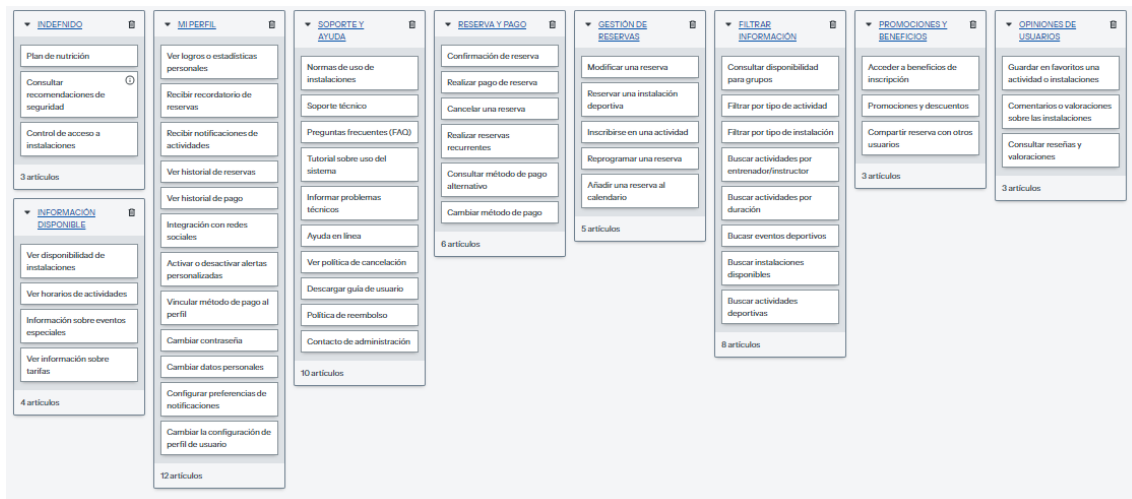 INDEFNIDO
Plan de nutrición
Consultar
recomendaciones de
seguridad
Control de acceso a
instalaciones
3 artículos
INFORMACIÓN
DISPONIBLE
Ver disponibilidad de
instalaciones
Ver horarios de actividades
Información sobre eventos
especiales
Ver información sobre
tarifas
4 artículos
MI PERFIL
Ver logros o estadísticas
personales
Recibir recordatorio de
reservas
Recibir notificaciones de
actividades
Ver historial de reservas
Ver historial de pago
Integración con redes
sociales
Activar o desactivar alertas
personalizadas
Vincular método de pago al
perfil
Cambiar contraseña
Cambiar datos personales
Configurar preferencias de
notificaciones
Cambiar la configuración de
perfil de usuario
12 artículos
SOPORTE Y
AYUDA
Normas de uso de
instalaciones
Soporte técnico
Preguntas frecuentes (FAQ)
Tutorial sobre uso del
sistema
Informar problemas
técnicos
Ayuda en línea
Ver política de cancelación
Descargar guía de usuario
Política de reembolso
Contacto de administración
10 artículos
RESERVA Y PAGO
Confirmación de reserva
Realizar pago de reserva
Cancelar una reserva
Realizar reservas
recurrentes
Consultar método de pago
alternativo
Cambiar método de pago
6 artículos
GESTIÓN DE
RESERVAS
Modificar una reserva
Reservar una instalación
deportiva
Inscribirse en una actividad
Reprogramar una reserva
Añadir una reserva al
calendario
5 artículos
FILTRAR
INFORMACIÓN
Consultar disponibilidad
para grupos
Filtrar por tipo de actividad
Filtrar por tipo de instalación
Buscar actividades por
entrenador/instructor
Buscar actividades por
duración
Bucasr eventos deportivos
Buscar instalaciones
disponibles
Buscar actividades
deportivas
8 artículos
PROMOCIONES Y
BENEFICIOS
Acceder a beneficios de
inscripción
Promociones y descuentos
Compartir reserva con otros
usuarios
3 artículos
OPINIONES DE
USUARIOS
Guardar en favoritos una
actividad o instalaciones
Comentarios o valoraciones
sobre las instalaciones
Consultar reseñas y
valoraciones
3 artículos